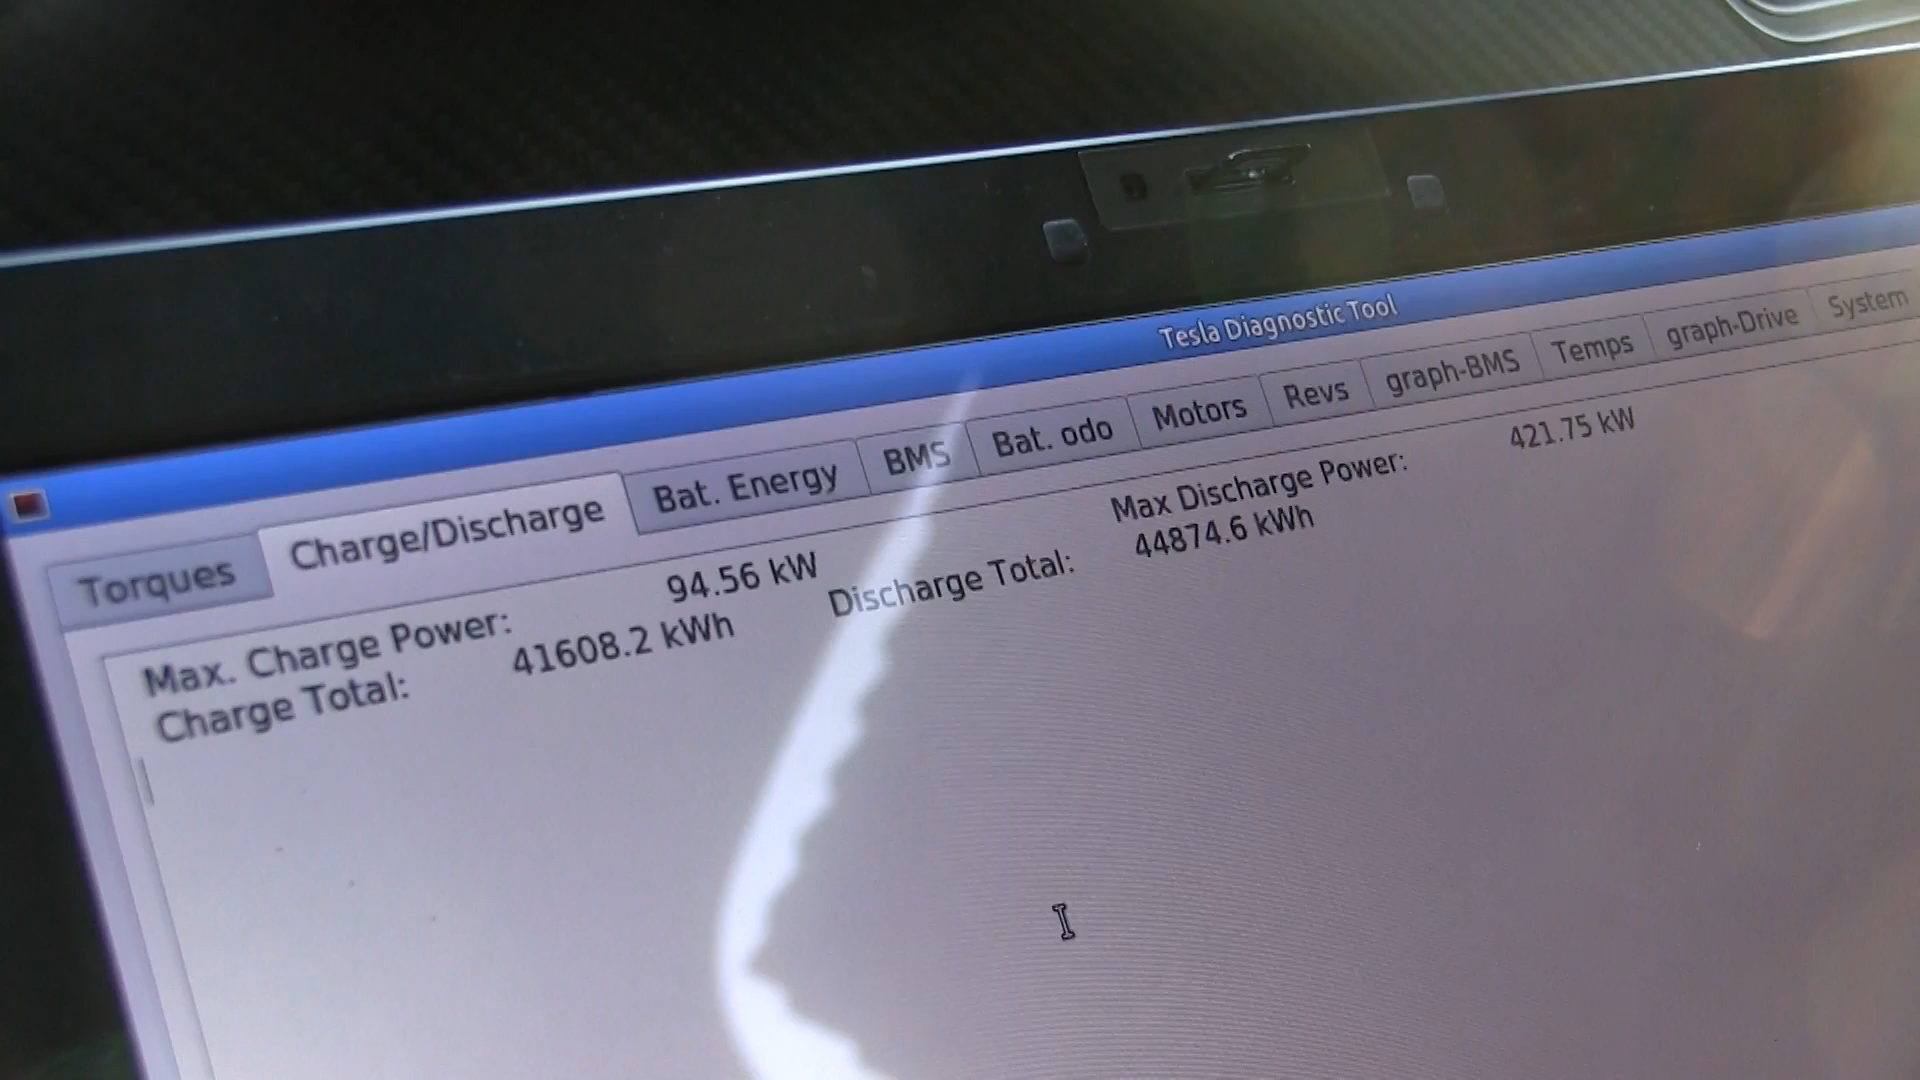 Tesla Diagnostic Tool
Torques Charge/Discharge Bat. Energy BMS Bat. odo Motors Revs graph-BMS Temps graph-Drive System
Max. Charge Power: 94.56 kW Max Discharge Power: 421.75 kW
Charge Total: 41608.2 kWh Discharge Total: 44874.6 kWh